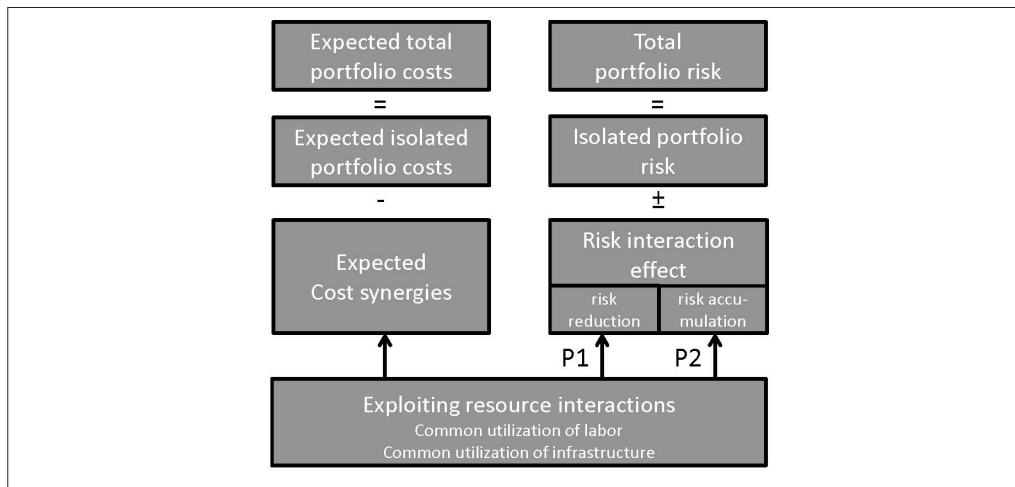 Expected total
portfolio costs
=
Expected isolated
portfolio costs
-
Expected
Cost synergies
Total
portfolio risk
=
Isolated portfolio
risk
±
Risk interaction
effect
risk
reduction
risk accu-
mulation
P1
P2
Exploiting resource interactions
Common utilization of labor
Common utilization of infrastructure